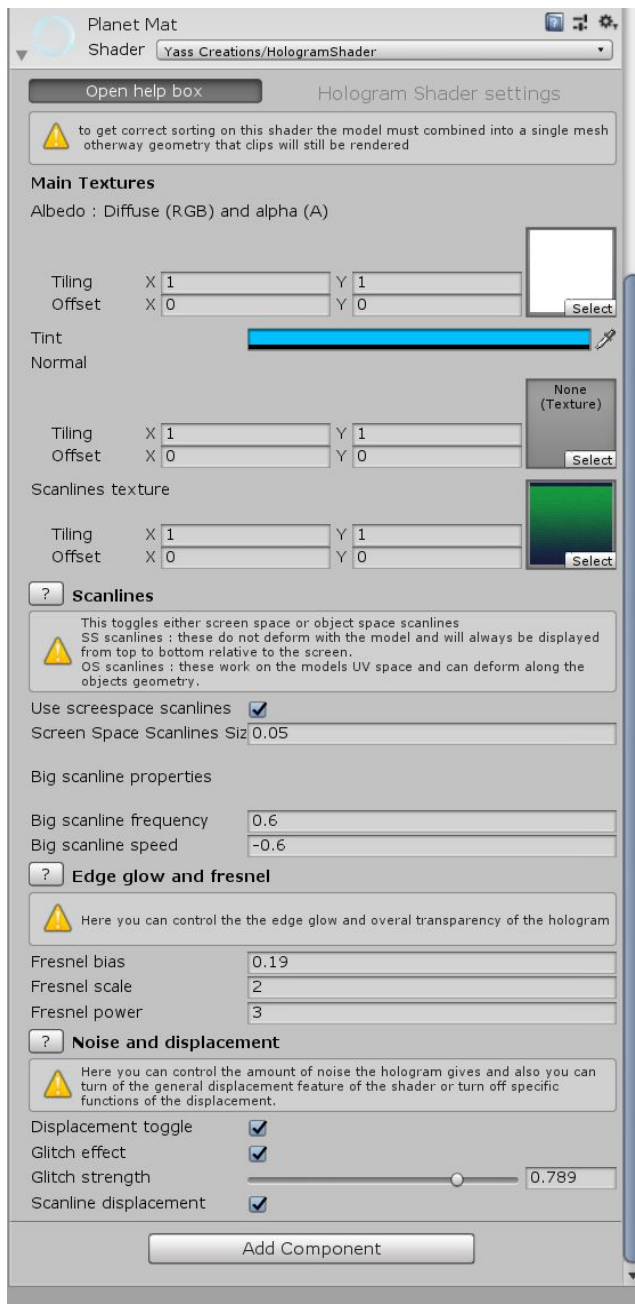 Planet Mat
Shader Yass Creations/HologramShader
Open help box Hologram Shader settings
to get correct sorting on this shader the model must combined into a single mesh
otherway geometry that clips will still be rendered
Main Textures
Albedo : Diffuse (RGB) and alpha (A)
Tiling X 1 Y 1
Offset X 0 Y 0
Select
Tint
Normal
None
(Texture)
Tiling X 1 Y 1
Offset X 0 Y 0
Select
Scanlines texture
Tiling X 1 Y 1
Offset X 0 Y 0
Select
? Scanlines
This toggles either screen space or object space scanlines
SS scanlines : these do not deform with the model and will always be displayed
from top to bottom relative to the screen.
OS scanlines : these work on the models UV space and can deform along the
objects geometry.
Use screespace scanlines
Screen Space Scanlines Siz 0.05
Big scanline properties
Big scanline frequency 0.6
Big scanline speed -0.6
? Edge glow and fresnel
Here you can control the the edge glow and overal transparency of the hologram
Fresnel bias 0.19
Fresnel scale 2
Fresnel power 3
? Noise and displacement
Here you can control the amount of noise the hologram gives and also you can
turn of the general displacement feature of the shader or turn off specific
functions of the displacement.
Displacement toggle
Glitch effect
Glitch strength 0.789
Scanline displacement
Add Component